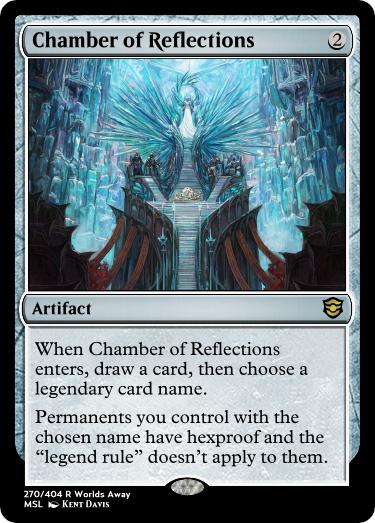 Chamber of Reflections 2
Artifact
When Chamber of Reflections
enters, draw a card, then choose a
legendary card name.
Permanents you control with the
chosen name have hexproof and the
“legend rule” doesn’t apply to them.
270/404 R Worlds Away
MSL Kent Davis